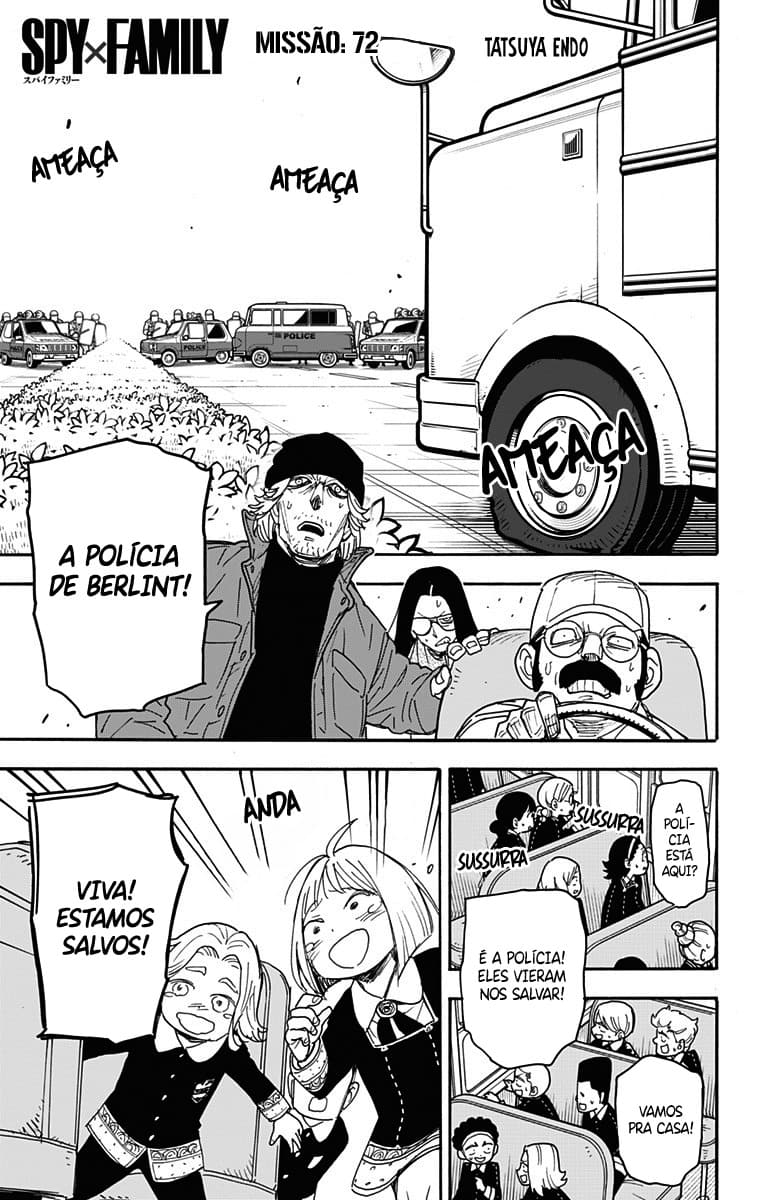 SPY×FAMILY
スパイファミリー
MISSÃO: 72
TATSUYA ENDO
AMEAÇA
AMEAÇA
POLICE
POLICE
POLICE
AMEAÇA
A POLÍCIA
DE BERLINT!
A
POLÍ-
CIA
ESTÁ
AQUI?
SUSSURRA
SUSSURRA
É A POLÍCIA!
ELES VIERAM
NOS SALVAR!
ANDA
VIVA!
ESTAMOS
SALVOS!
VAMOS
PRA CASA!